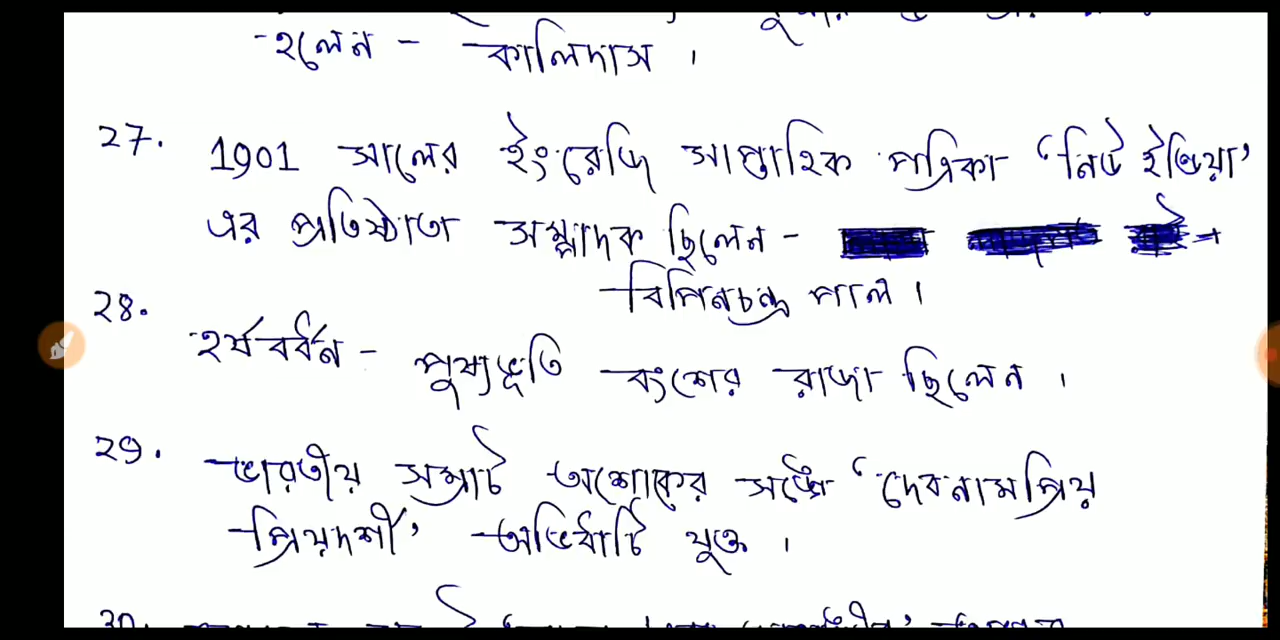 হলেন - কালিদাস ।
27. 1901 সালের ইংরেজি সাপ্তাহিক পত্রিকা 'নিউ ইন্ডিয়া'
এর প্রতিষ্ঠাতা সম্পাদক ছিলেন -
বিপিনচন্দ্র পাল ।
28.
হর্ষবর্ধন - পুষ্যভূতি বংশের রাজা ছিলেন ।
29.
ভারতীয় সম্রাট অশোকের সঙ্গে 'দেবনামপ্রিয়
প্রিয়দর্শী' অভিধাটি যুক্ত ।
30.